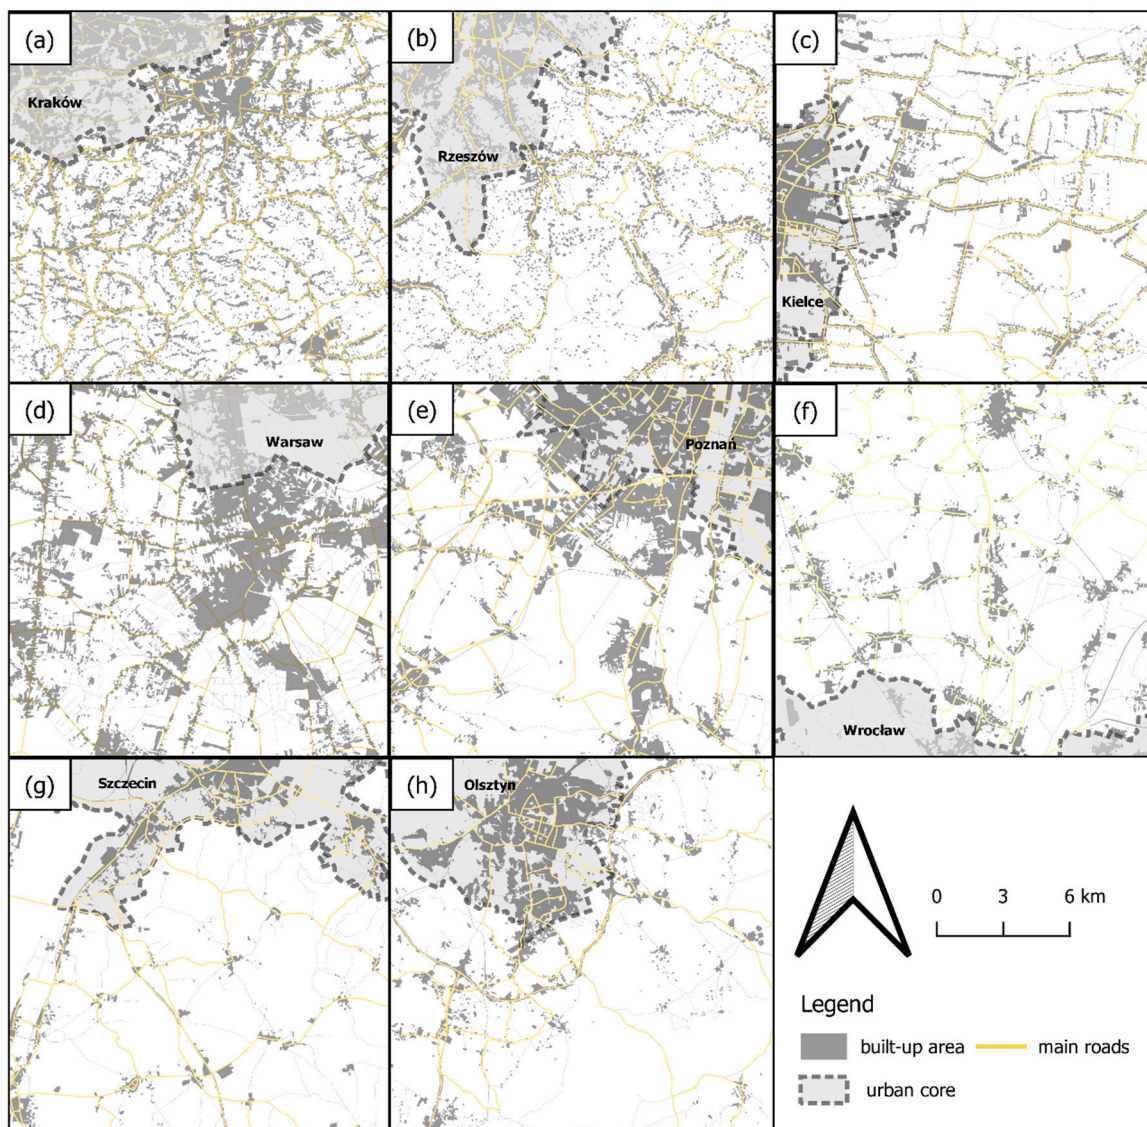 (a)
Kraków
(b)
Rzeszów
(c)
Kielce
(d)
Warsaw
(e)
Poznań
(f)
Wrocław
(g)
Szczecin
(h)
Olsztyn
0 3 6 km
Legend
built-up area main roads
urban core